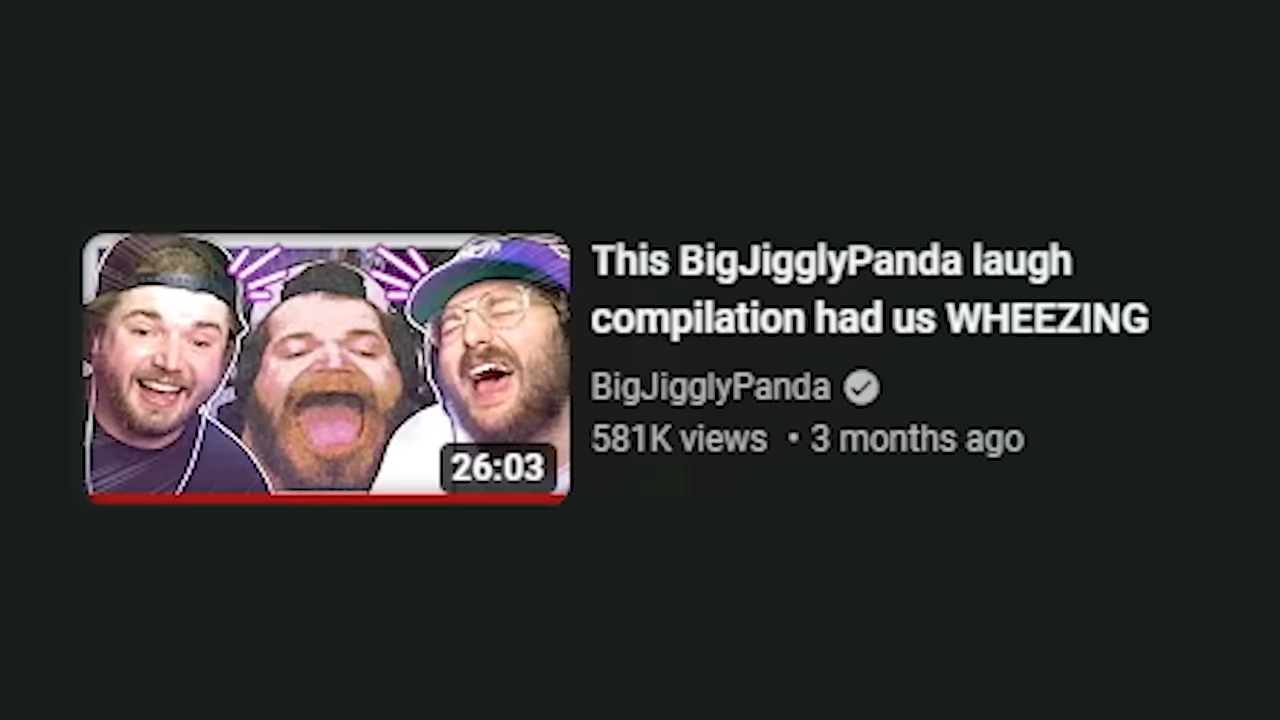 This BigJigglyPanda laugh
compilation had us WHEEZING
BigJigglyPanda
581K views • 3 months ago
26:03